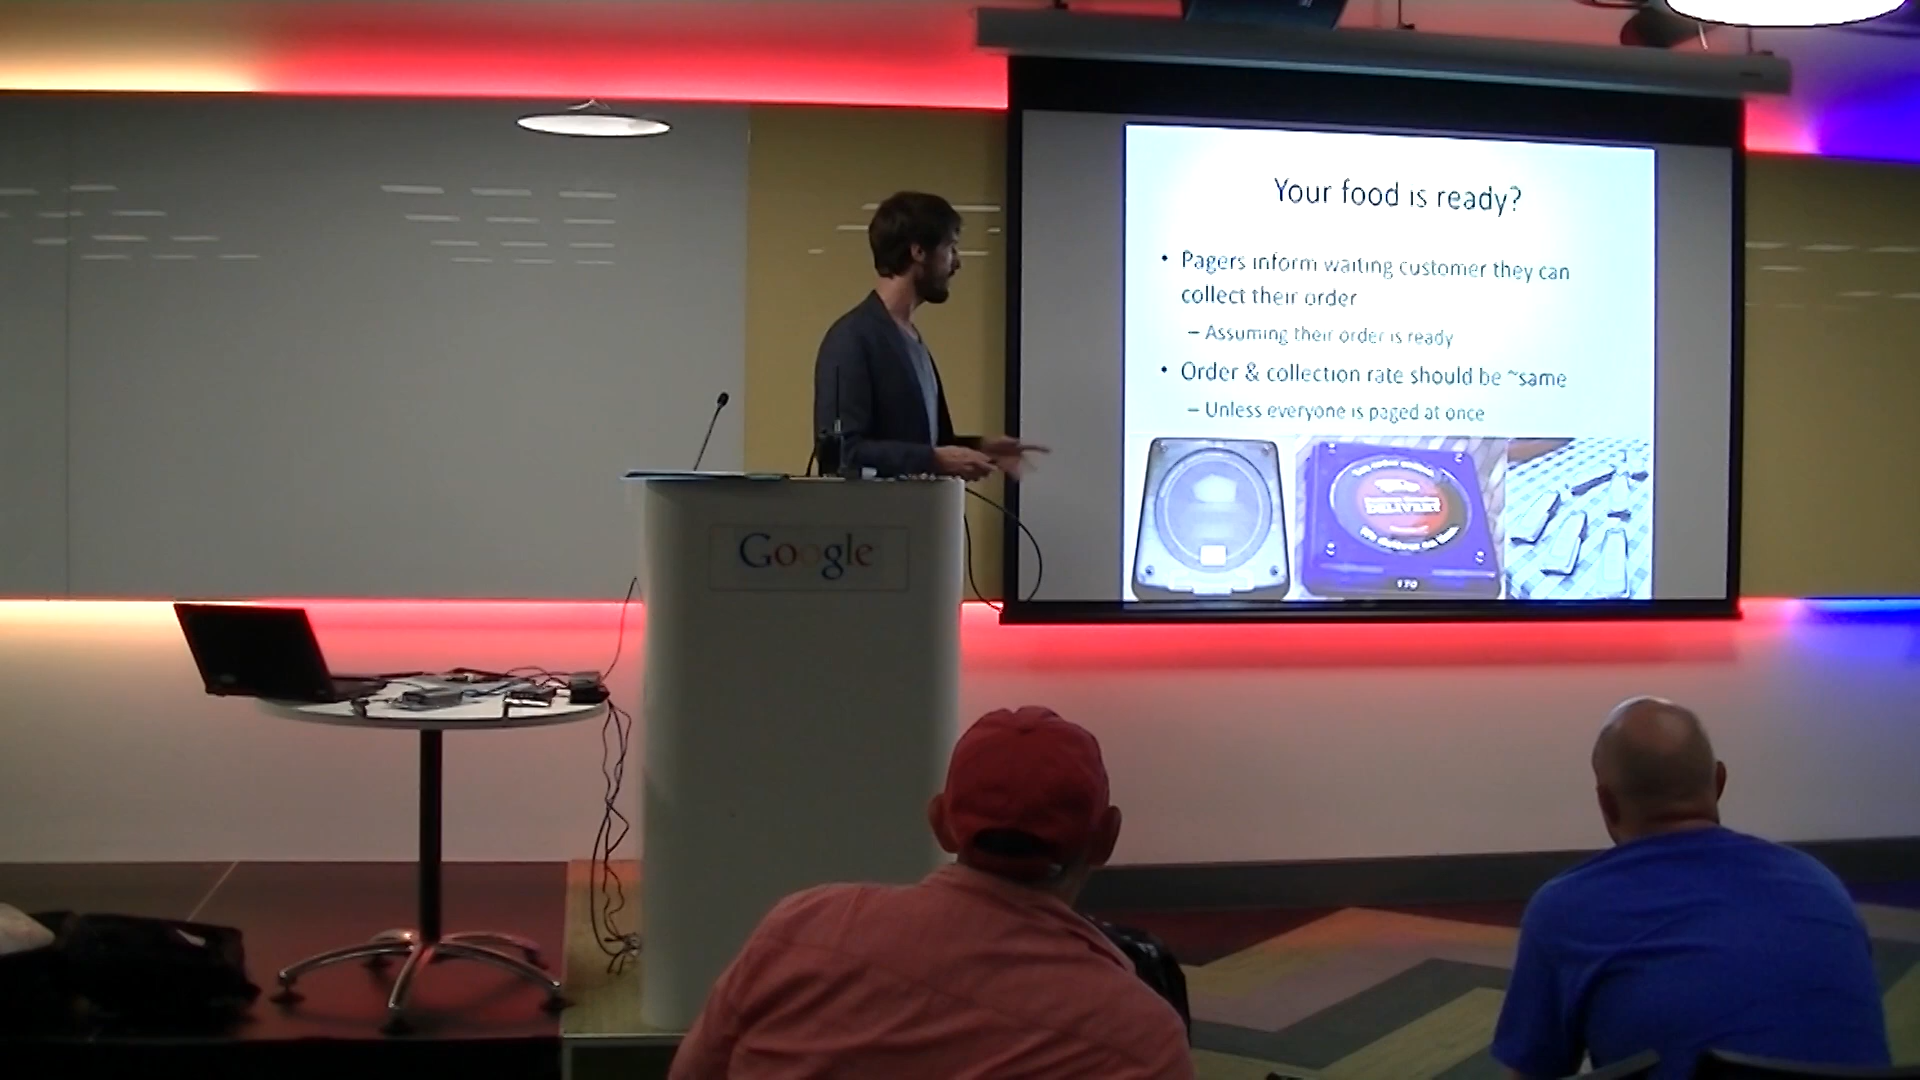 Your food is ready?
• Pagers inform waiting customer they can
collect their order
– Assuming their order is ready
• Order & collection rate should be ~same
– Unless everyone is paged at once
DELIVERY
170
Google